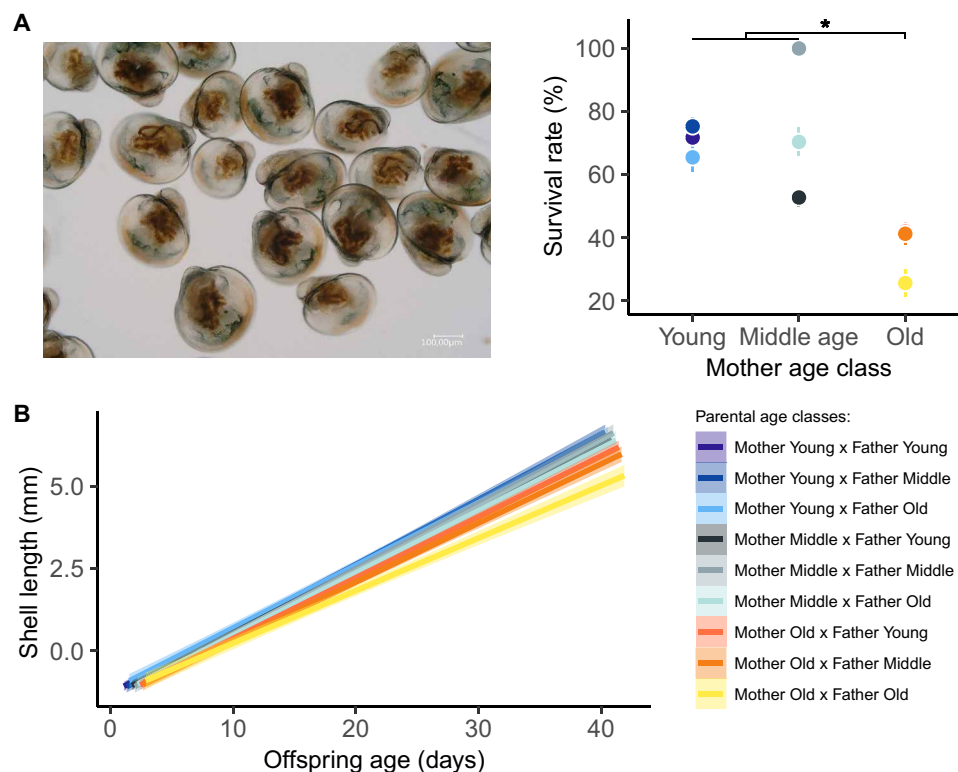 A
100.00µm
*
Survival rate (%)
100
80
60
40
20
Young Middle age Old
Mother age class
B
Shell length (mm)
5.0
2.5
0.0
0 10 20 30 40
Offspring age (days)
Parental age classes:
Mother Young x Father Young
Mother Young x Father Middle
Mother Young x Father Old
Mother Middle x Father Young
Mother Middle x Father Middle
Mother Middle x Father Old
Mother Old x Father Young
Mother Old x Father Middle
Mother Old x Father Old